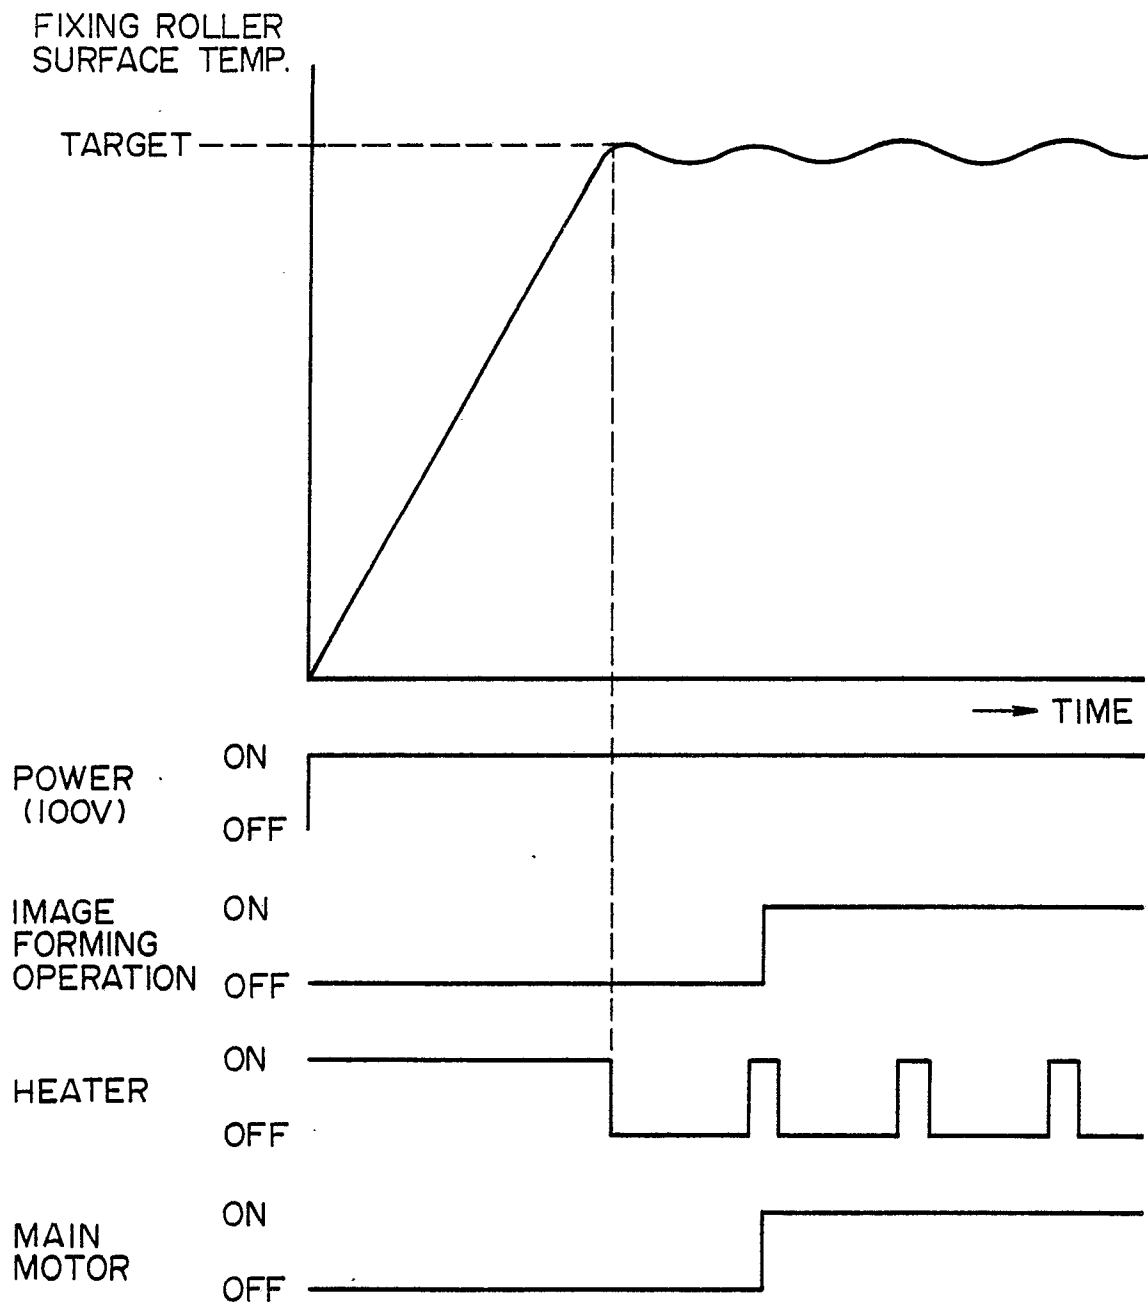 FIXING ROLLER
SURFACE TEMP.
TARGET
TIME
POWER
(100V)
ON
OFF
IMAGE
FORMING
OPERATION
ON
OFF
HEATER
ON
OFF
MAIN
MOTOR
ON
OFF